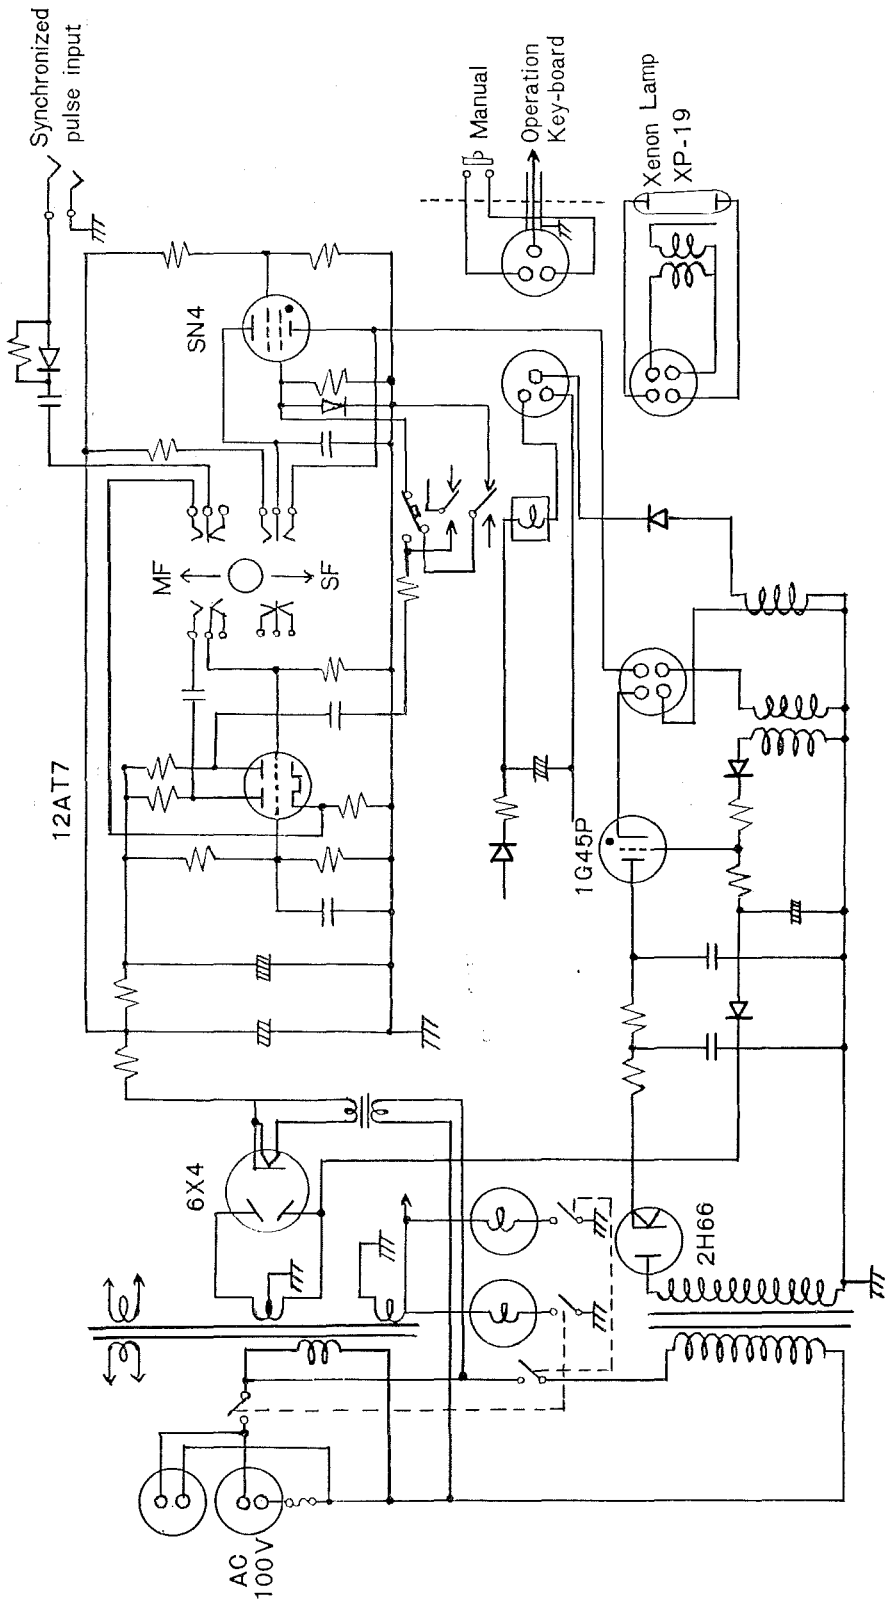 Synchronized
pulse input
SN4
MF
SF
12AT7
6X4
AC
100V
Manual
Operation
Key-board
Xenon Lamp
XP-19
1G45P
2H66